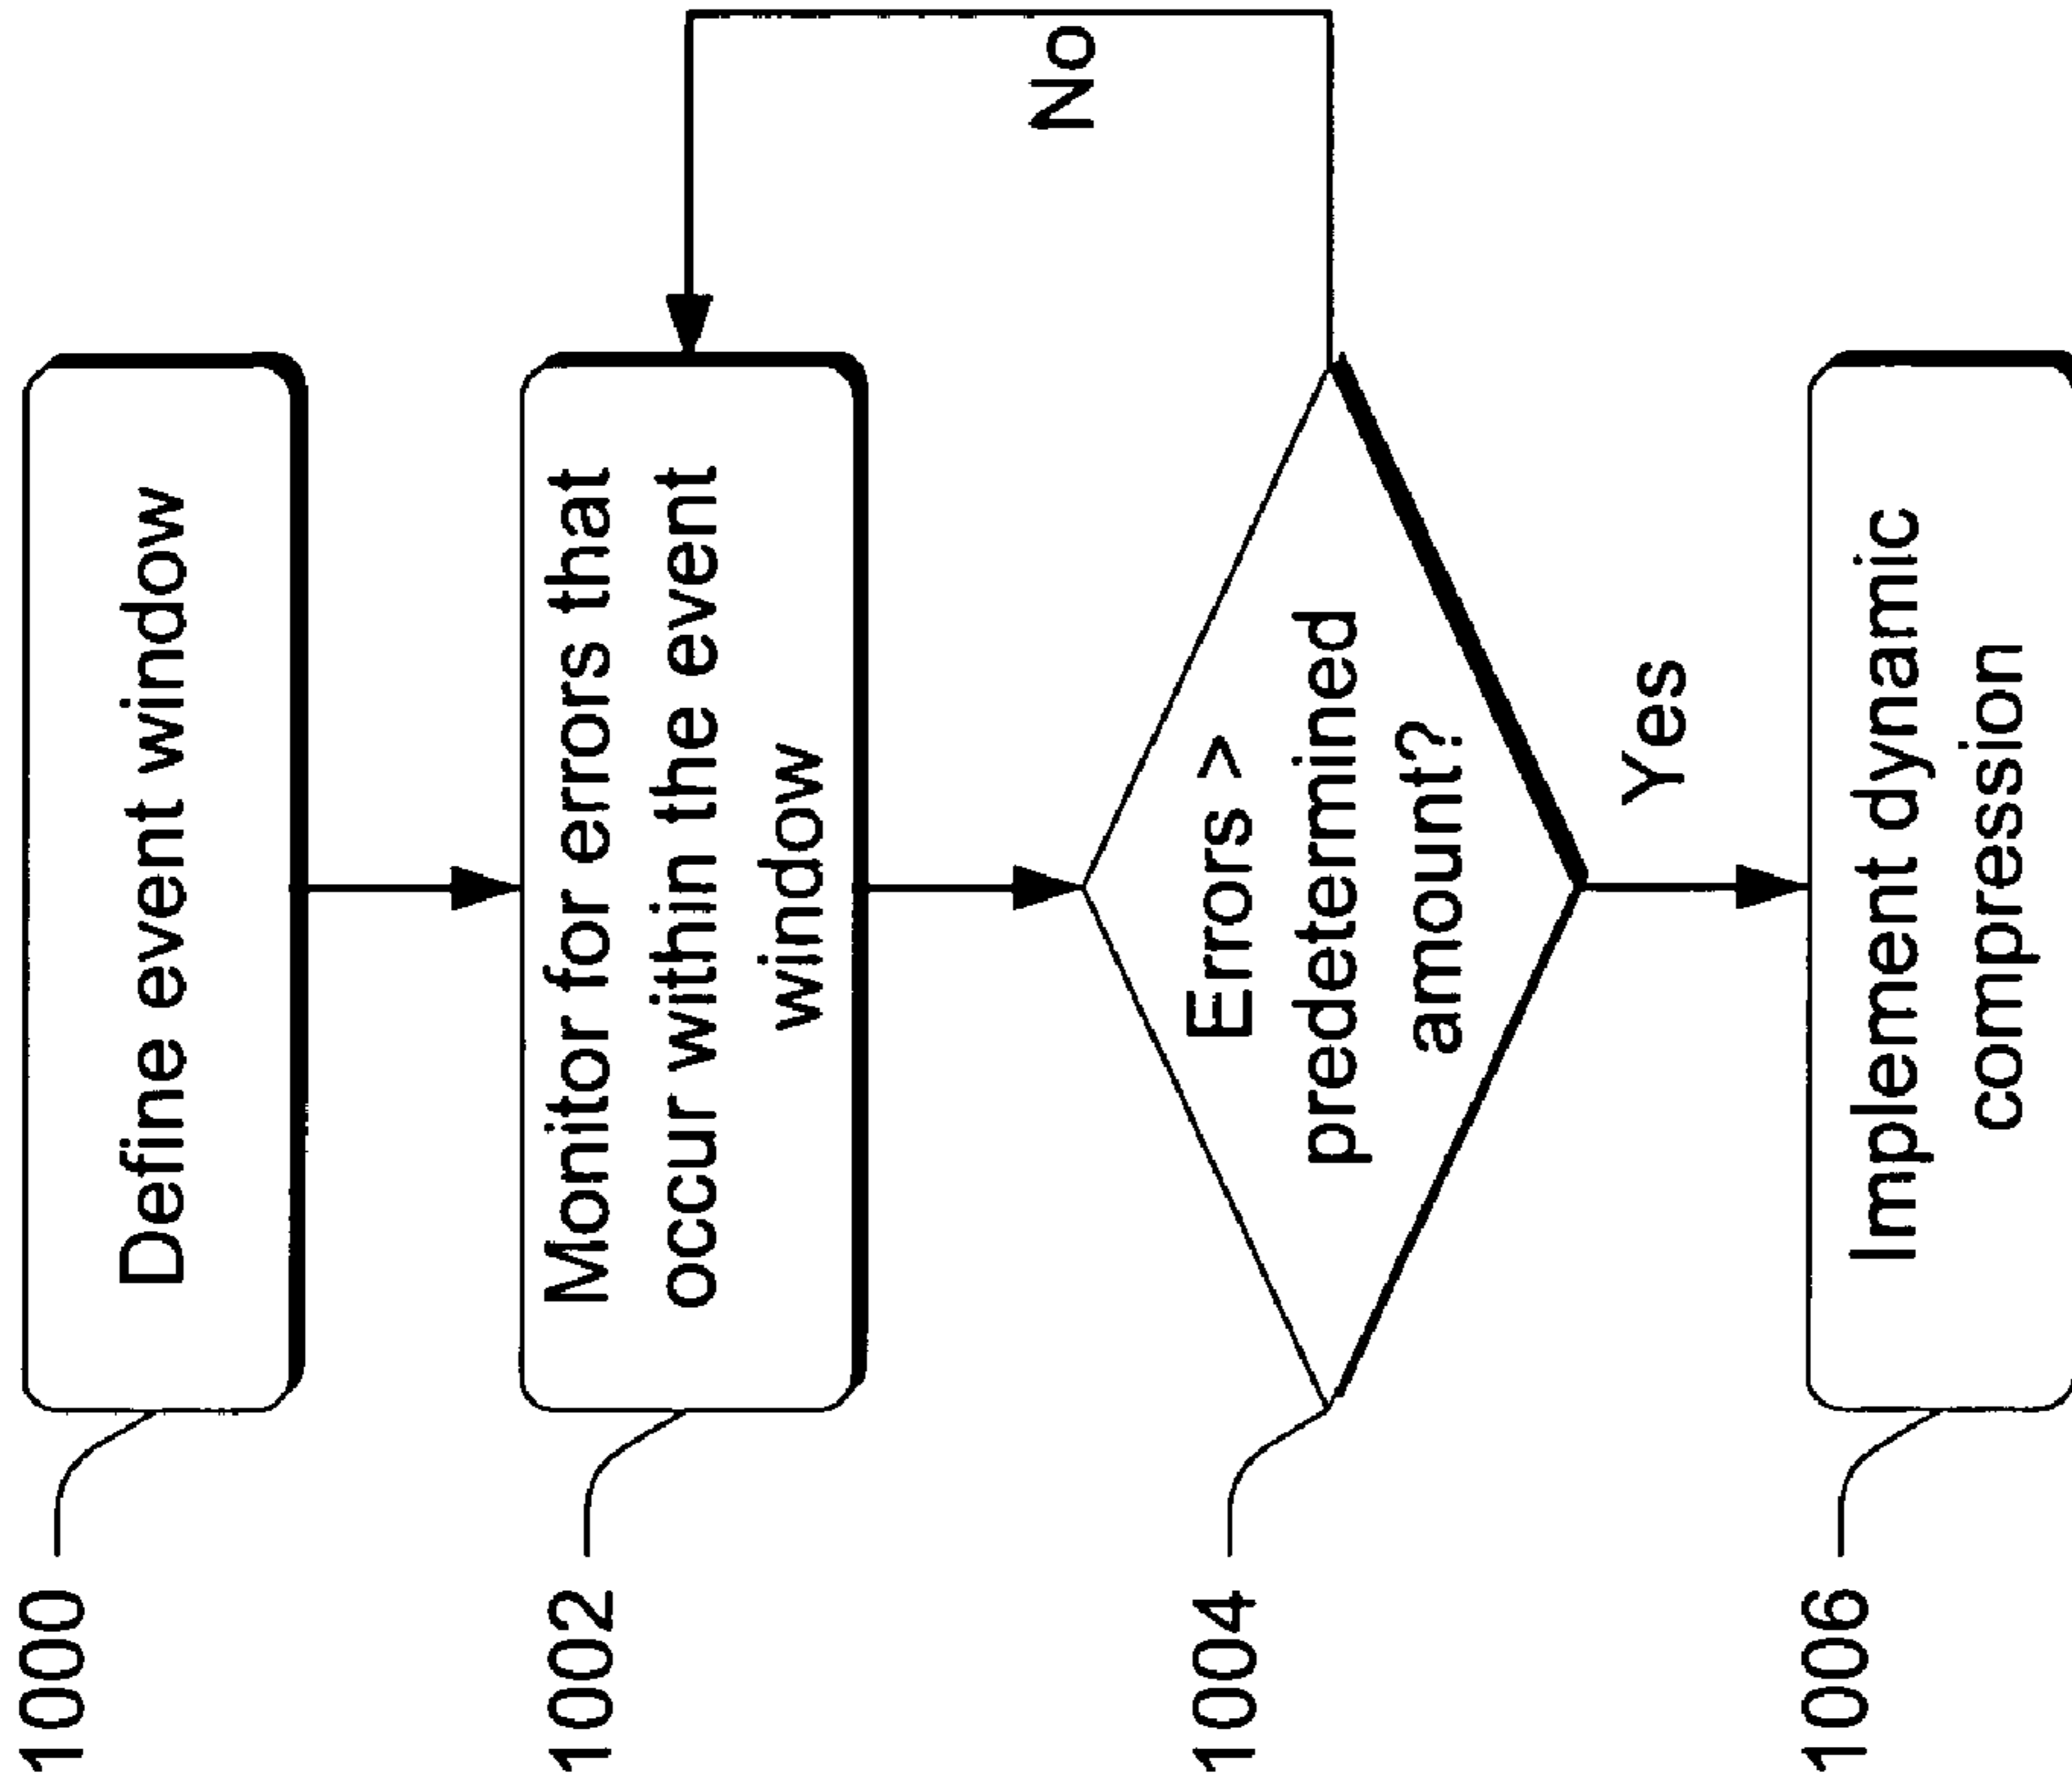 1000
Define event window
1002
Monitor for errors that
occur within the event
window
1004
Errors >
predetermined
amount?
No
Yes
1006
Implement dynamic
compression